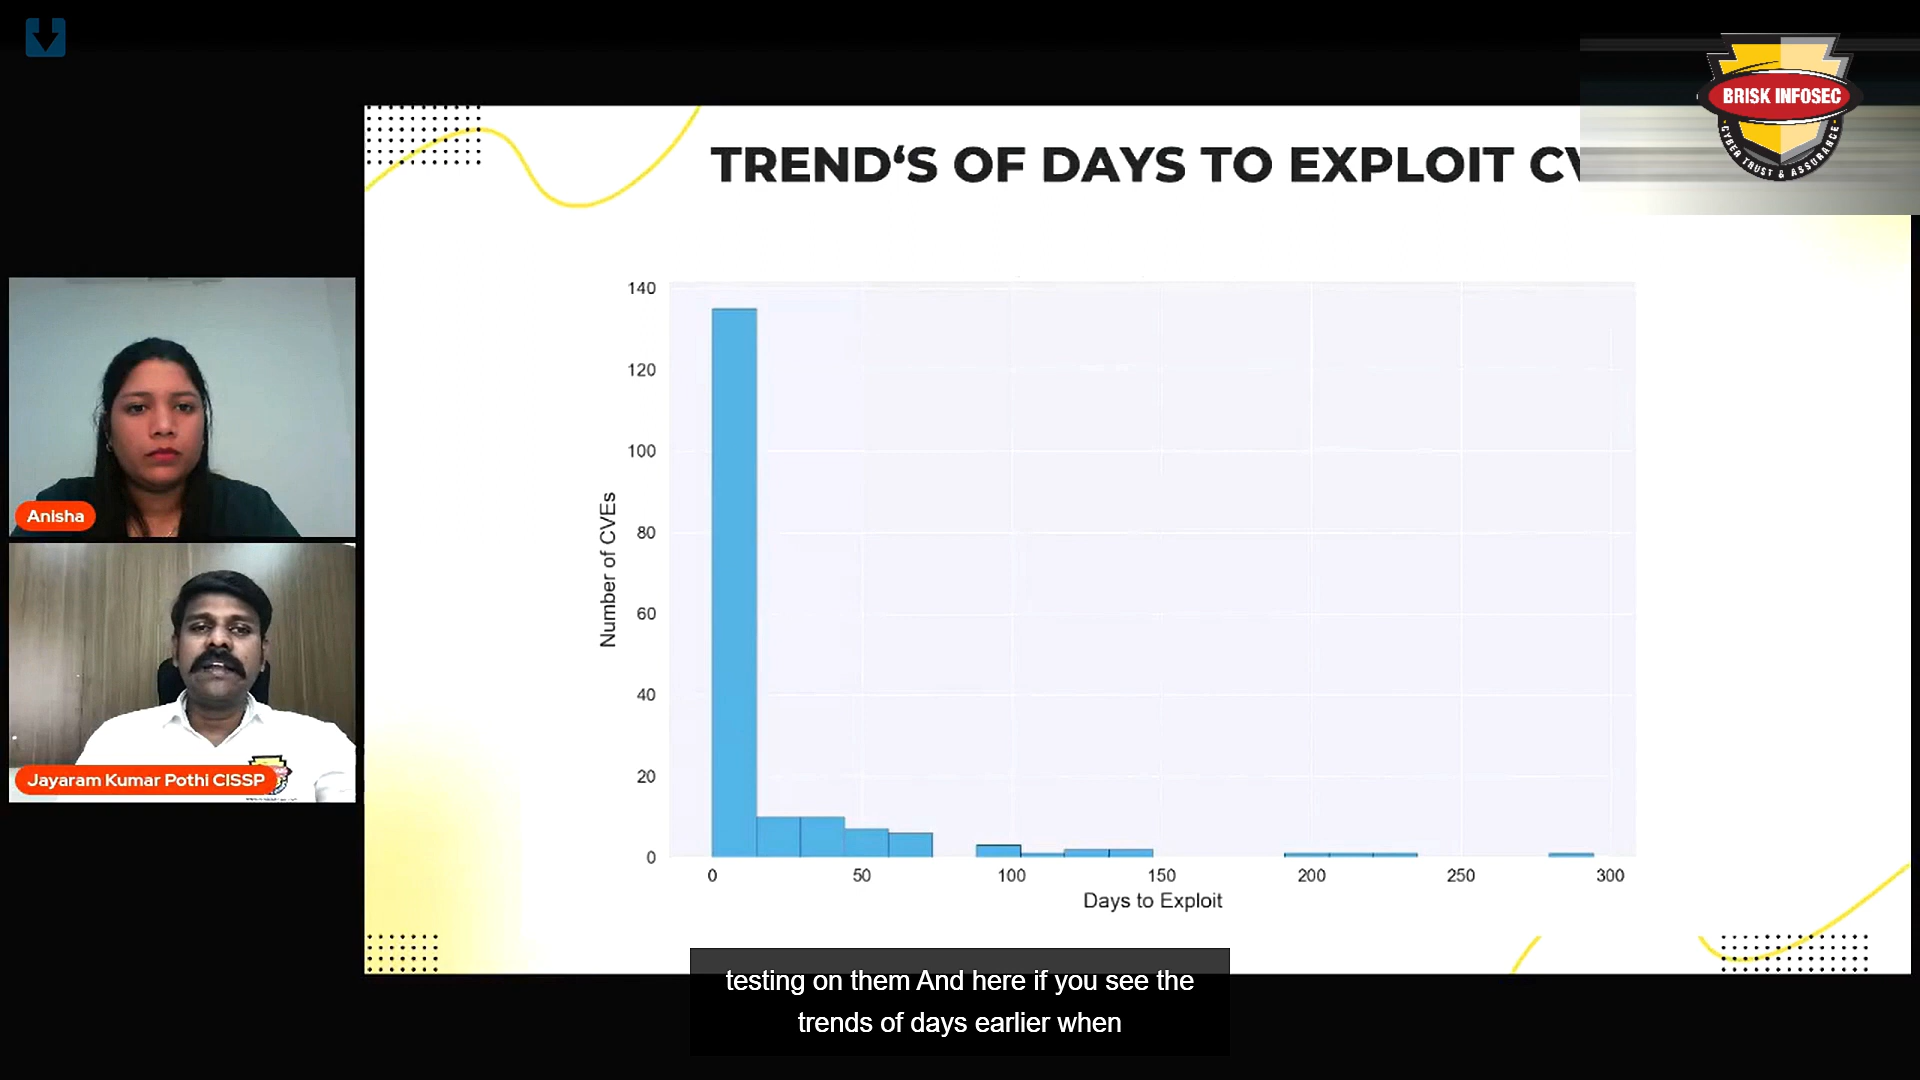 BRISK INFOSEC
CYBER TRUST & ASSURANCE
TREND‘S OF DAYS TO EXPLOIT CV
140
120
100
80
60
40
20
0
Number of CVEs
0 50 100 150 200 250 300
Days to Exploit
Anisha
Jayaram Kumar Pothi CISSP
testing on them And here if you see the
trends of days earlier when